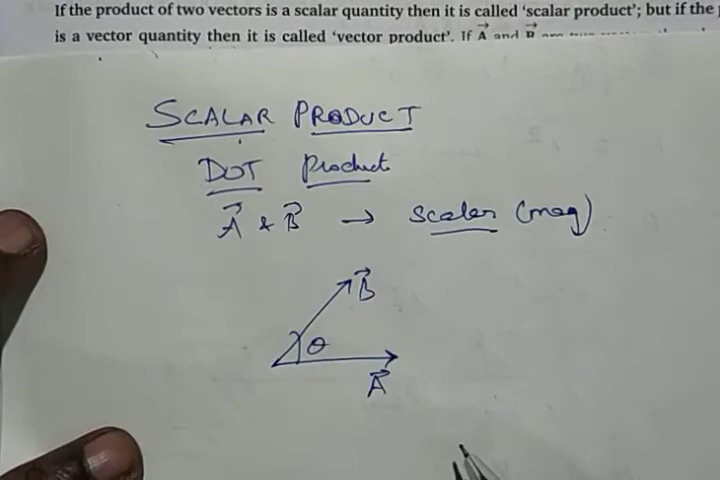 If the product of two vectors is a scalar quantity then it is called ‘scalar product’; but if the
is a vector quantity then it is called ‘vector product’. If A⃗ and B⃗
SCALAR PRODUCT
DOT Product
A⃗ & B⃗ → scalar (mag)
B⃗
θ
A⃗